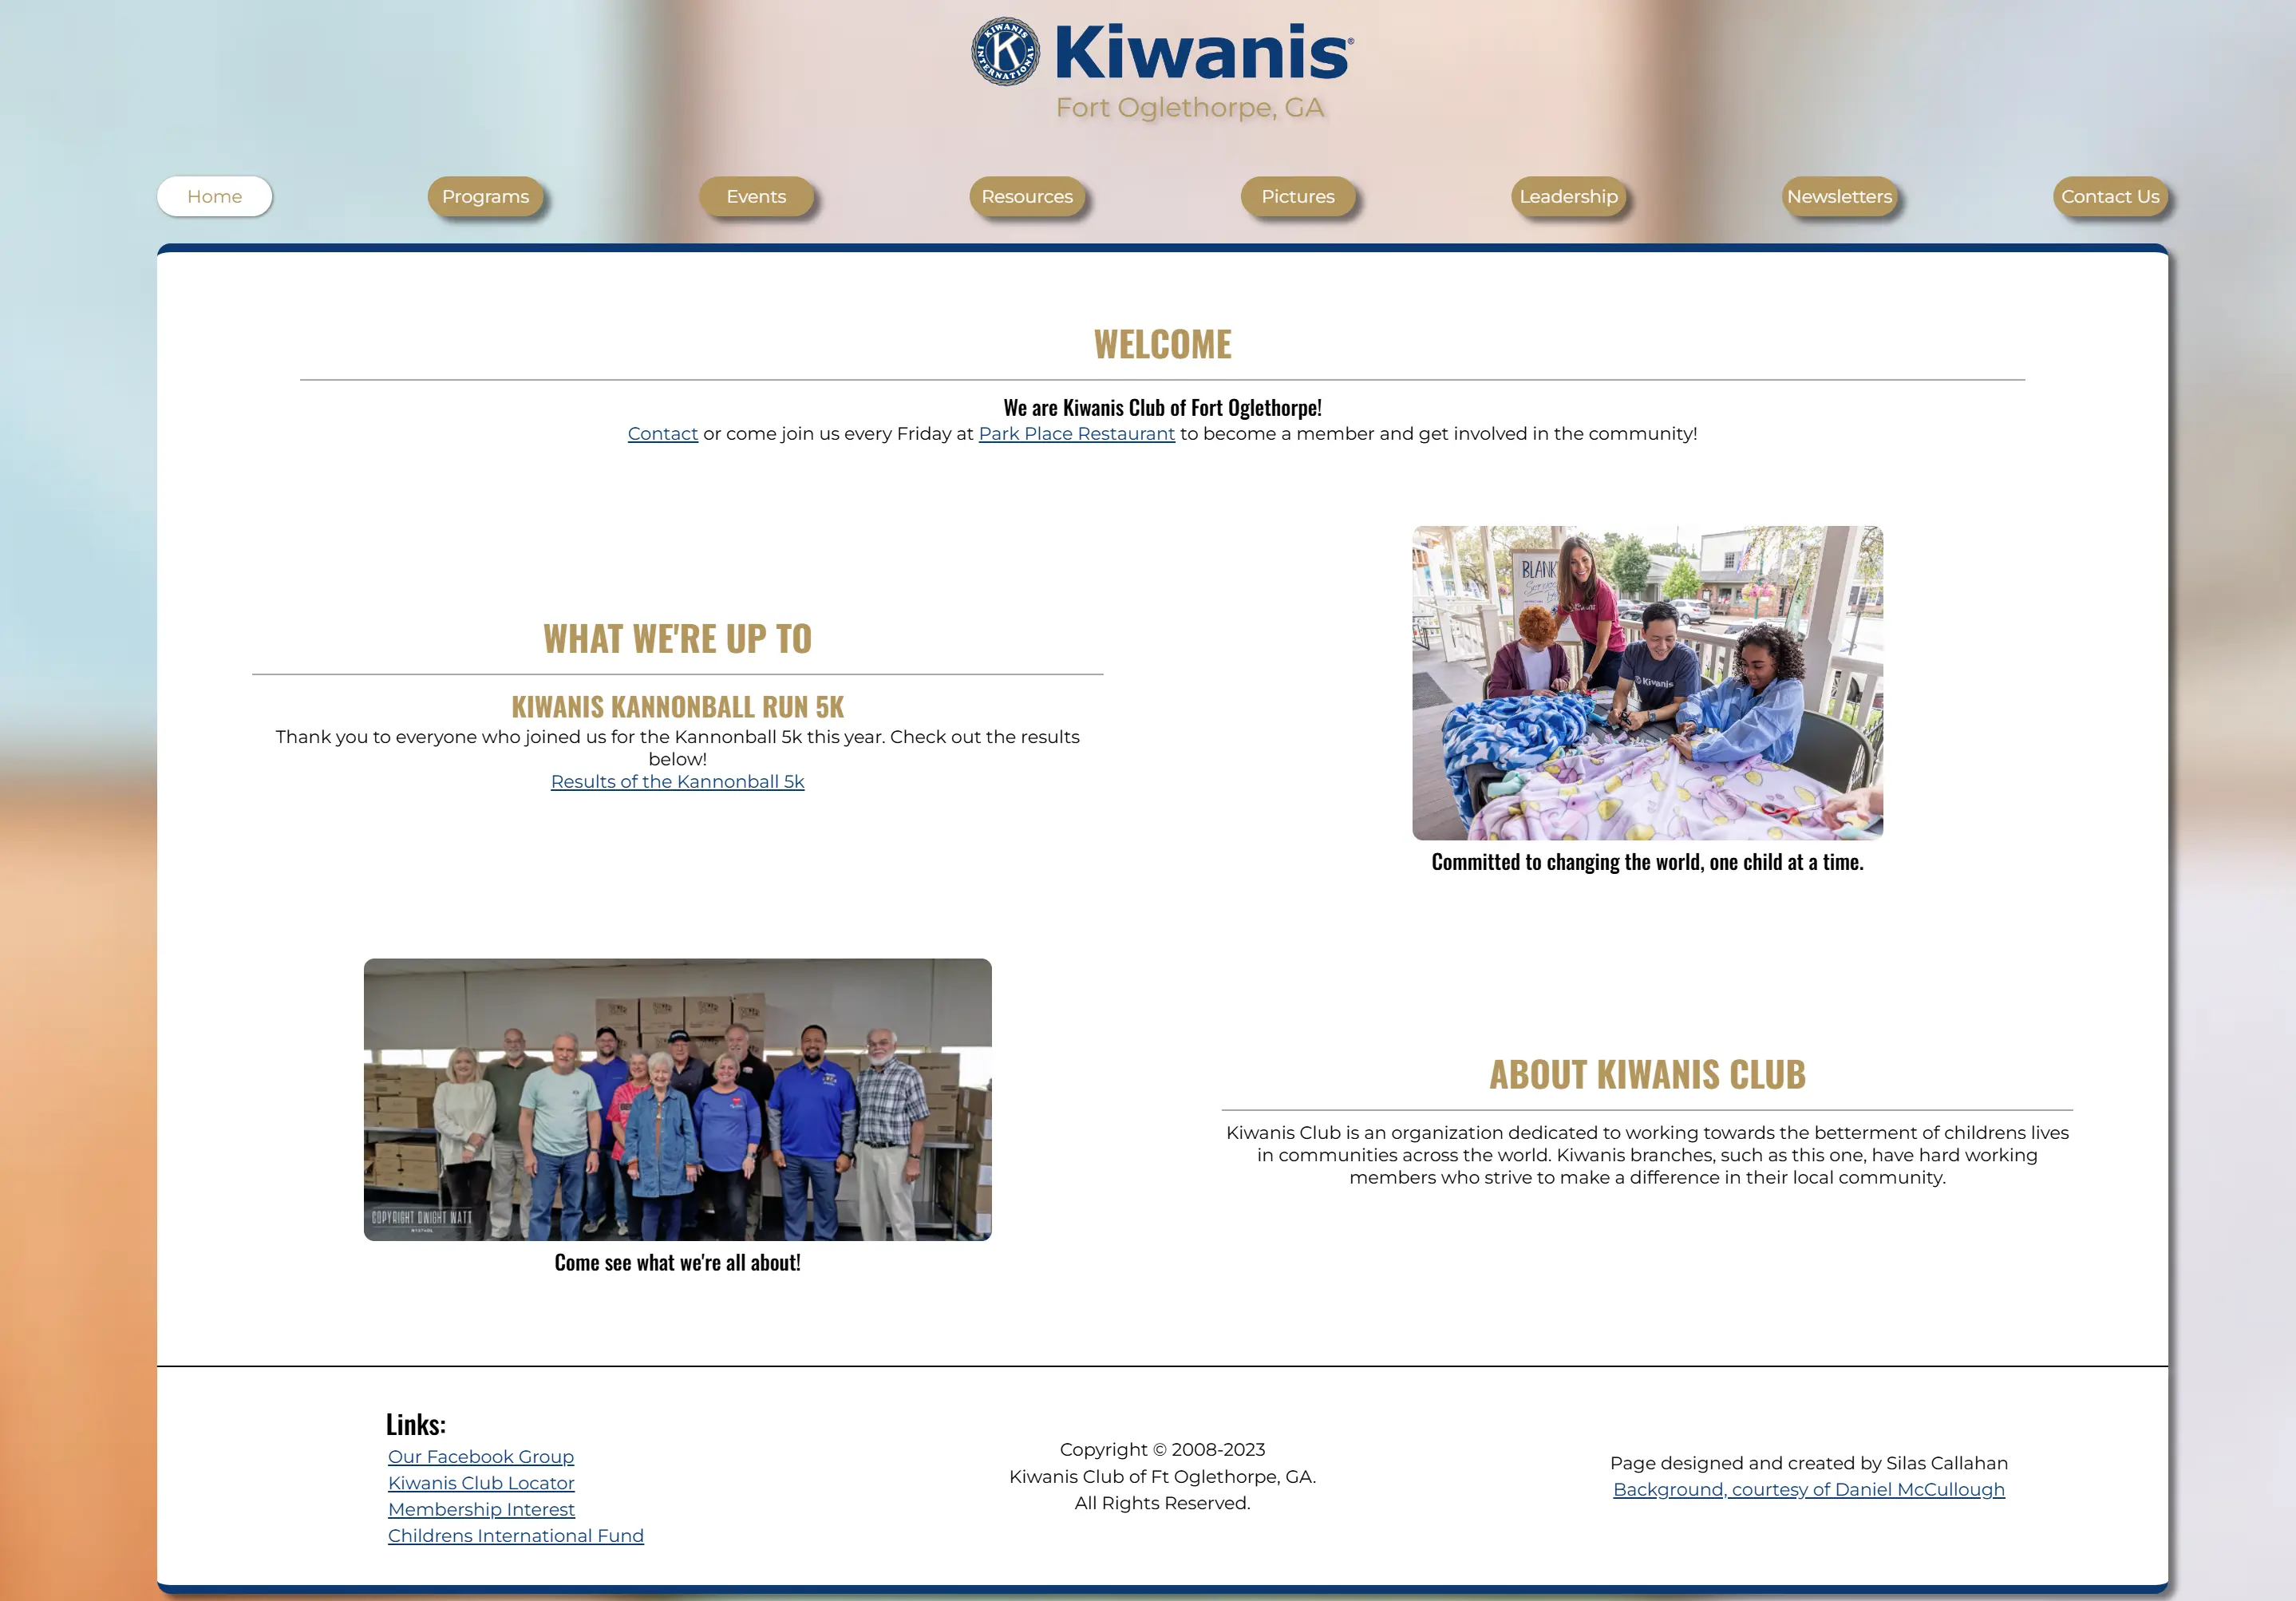 KIWANIS
INTERNATIONAL
K
Kiwanis®
Fort Oglethorpe, GA
Home
Programs
Events
Resources
Pictures
Leadership
Newsletters
Contact Us
WELCOME
We are Kiwanis Club of Fort Oglethorpe!
Contact or come join us every Friday at Park Place Restaurant to become a member and get involved in the community!
BLANK
Kiwanis
WHAT WE'RE UP TO
KIWANIS KANNONBALL RUN 5K
Thank you to everyone who joined us for the Kannonball 5k this year. Check out the results
below!
Results of the Kannonball 5k
Committed to changing the world, one child at a time.
COPYRIGHT DWIGHT WATT
Come see what we're all about!
ABOUT KIWANIS CLUB
Kiwanis Club is an organization dedicated to working towards the betterment of childrens lives
in communities across the world. Kiwanis branches, such as this one, have hard working
members who strive to make a difference in their local community.
Links:
Our Facebook Group
Kiwanis Club Locator
Membership Interest
Childrens International Fund
Copyright © 2008-2023
Kiwanis Club of Ft Oglethorpe, GA.
All Rights Reserved.
Page designed and created by Silas Callahan
Background, courtesy of Daniel McCullough